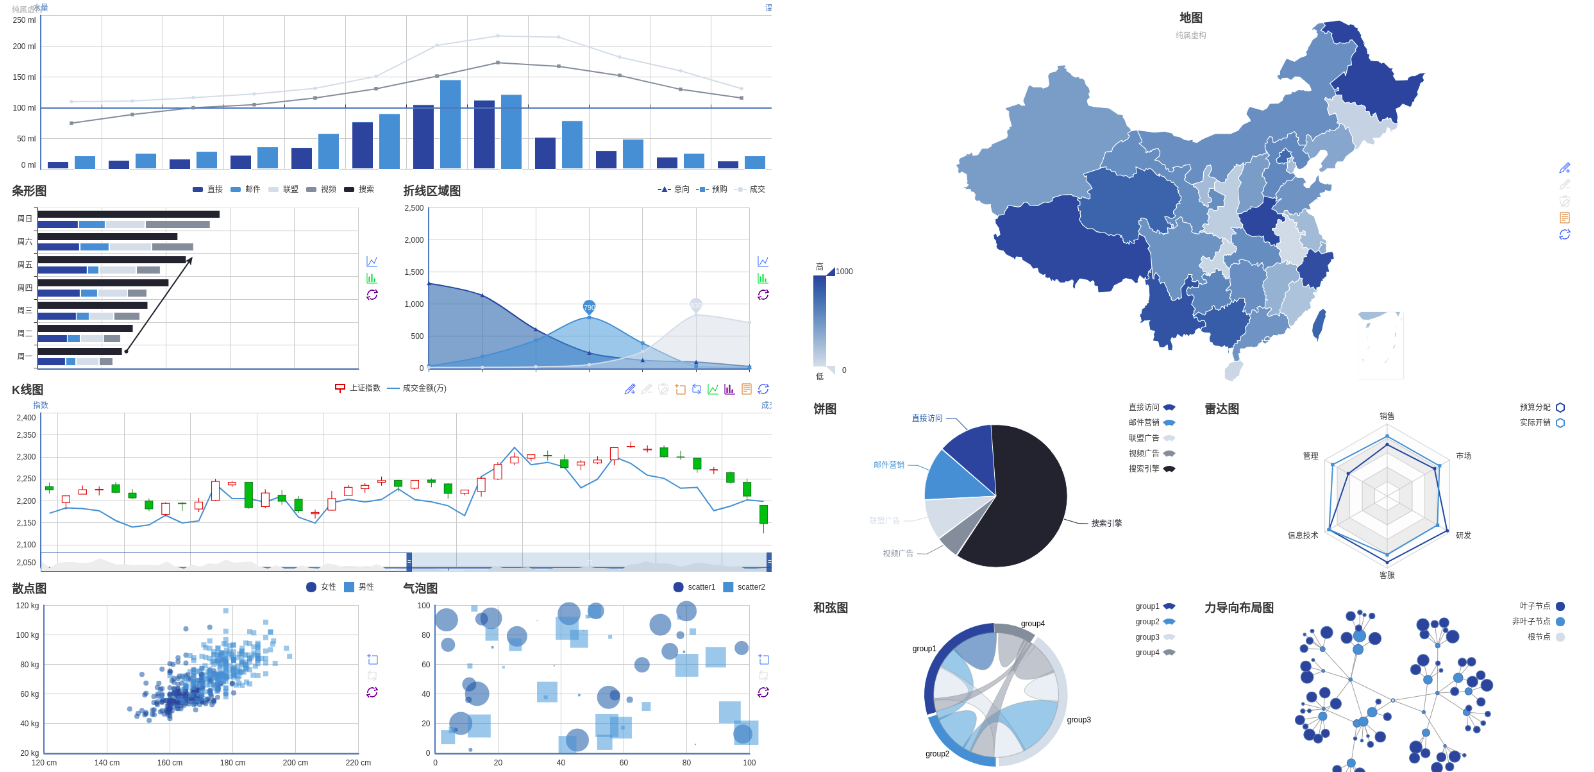 水量
250 ml
200 ml
150 ml
100 ml
50 ml
0 ml
条形图
直接 邮件 联盟 视频 搜索
周日
周六
周五
周四
周三
周二
周一
折线区域图
意向 预购 成交
2,500
2,000
1,500
1,000
500
0
790
K线图
上证指数 成交金额(万)
指数
2,400
2,350
2,300
2,250
2,200
2,150
2,100
2,050
散点图
女性 男性
120 kg
100 kg
80 kg
60 kg
40 kg
20 kg
120 cm 140 cm 160 cm 180 cm 200 cm 220 cm
气泡图
scatter1 scatter2
100
80
60
40
20
0
0 20 40 60 80 100
地图
纯属虚构
高
1000
0
低
饼图
直接访问
邮件营销
联盟广告
视频广告
搜索引擎
直接访问
邮件营销
联盟广告
视频广告
搜索引擎
雷达图
预算分配
实际开销
销售
市场
研发
客服
信息技术
管理
和弦图
group1
group2
group3
group4
group4
group1
group3
group2
力导向布局图
叶子节点
非叶子节点
根节点